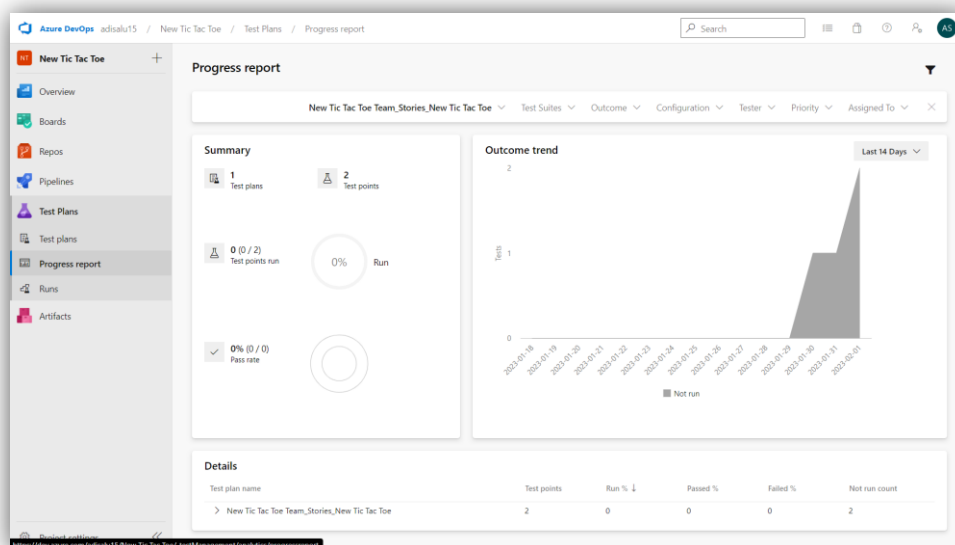 Azure DevOps adisalu15 / New Tic Tac Toe / Test Plans / Progress report
Search
AS
NT New Tic Tac Toe
Overview
Boards
Repos
Pipelines
Test Plans
Test plans
Progress report
Runs
Artifacts
Project settings
Progress report
New Tic Tac Toe Team_Stories_New Tic Tac Toe Test Suites Outcome Configuration Tester Priority Assigned To
Summary
1
Test plans
2
Test points
0 (0 / 2)
Test points run
0%
Run
0% (0 / 0)
Pass rate
Outcome trend
Last 14 Days
2
1
0
Tests
2023-01-18
2023-01-19
2023-01-20
2023-01-21
2023-01-22
2023-01-23
2023-01-24
2023-01-25
2023-01-26
2023-01-27
2023-01-28
2023-01-29
2023-01-30
2023-01-31
2023-02-01
Not run
Details
Test plan name Test points Run % ↓ Passed % Failed % Not run count
New Tic Tac Toe Team_Stories_New Tic Tac Toe 2 0 0 0 2